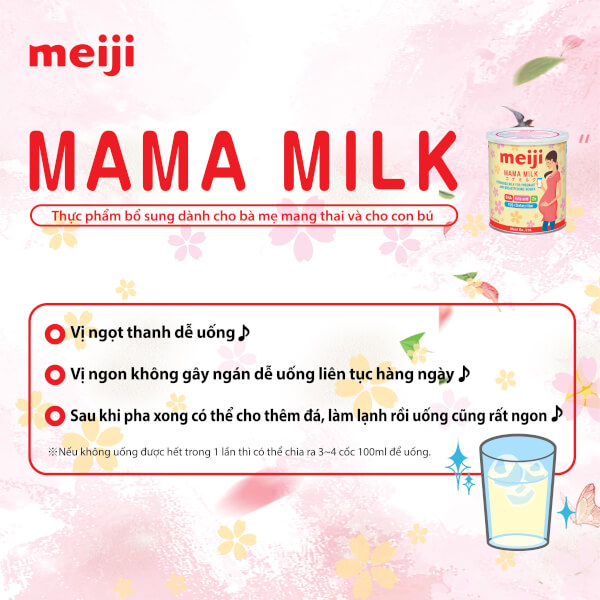 meiji
MAMA MILK
Thực phẩm bổ sung dành cho bà mẹ mang thai và cho con bú
meiji
MAMA MILK
Vị ngọt thanh dễ uống♪
Vị ngon không gây ngán dễ uống liên tục hàng ngày♪
Sau khi pha xong có thể cho thêm đá, làm lạnh rồi uống cũng rất ngon♪
※Nếu không uống được hết trong 1 lần thì có thể chia ra 3~4 cốc 100ml để uống.